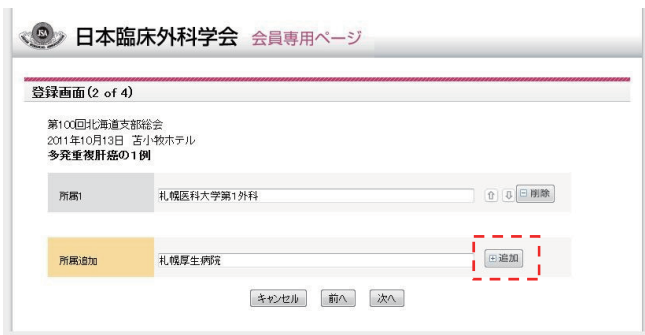 日本臨床外科学会 会員専用ページ
登録画面(2 of 4)
第100回北海道支部総会
2011年10月13日 苫小牧ホテル
多発重複肝癌の1例
所属1 札幌医科大学第1外科 削除
所属追加 札幌厚生病院 追加
キャンセル 前へ 次へ